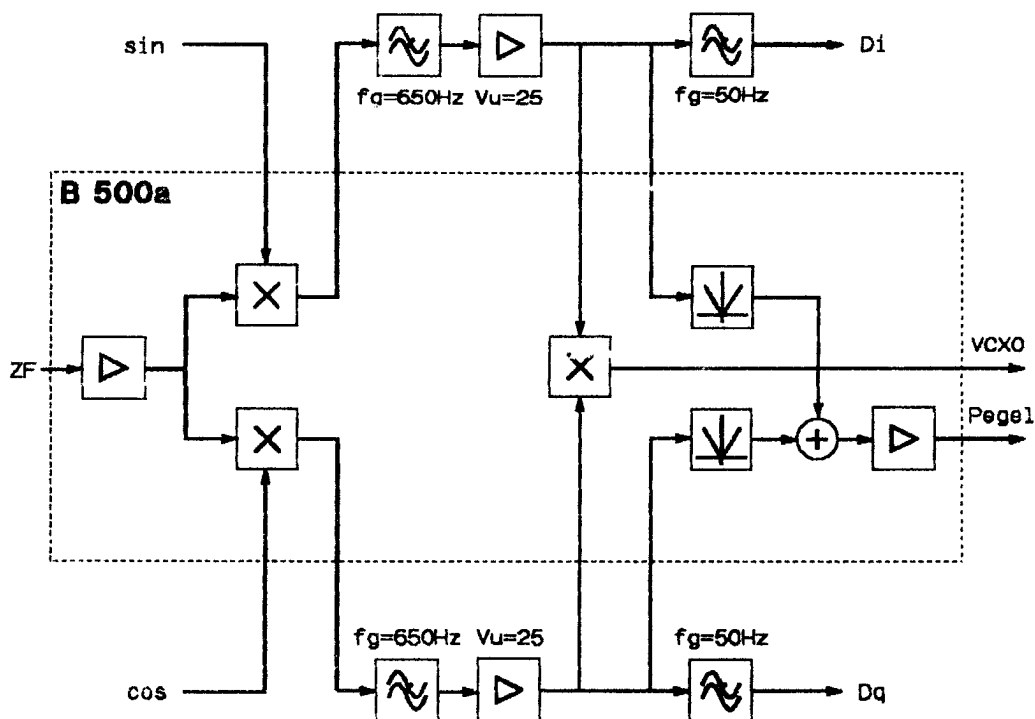 sin
Di
fg=650Hz Vu=25
fg=50Hz
B 500a
ZF
VCXO
Pegel
fg=650Hz Vu=25
fg=50Hz
cos
Dq